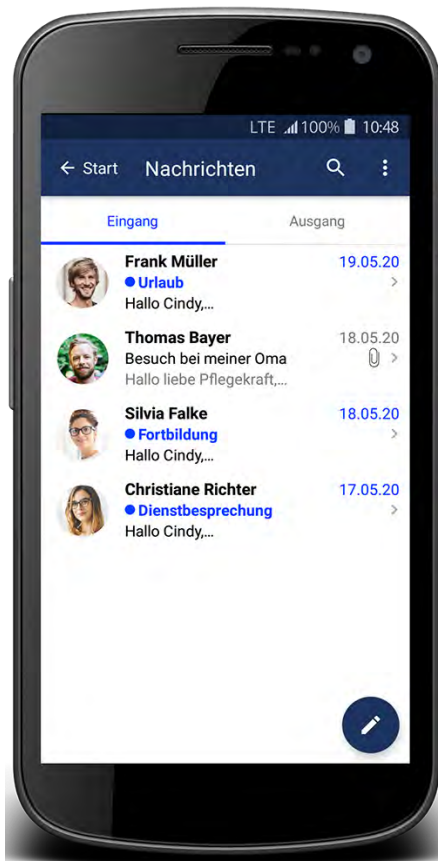 LTE 100% 10:48
← Start Nachrichten
Eingang Ausgang
Frank Müller 19.05.20
Urlaub
Hallo Cindy,...
Thomas Bayer 18.05.20
Besuch bei meiner Oma
Hallo liebe Pflegekraft,...
Silvia Falke 18.05.20
Fortbildung
Hallo Cindy,...
Christiane Richter 17.05.20
Dienstbesprechung
Hallo Cindy,...